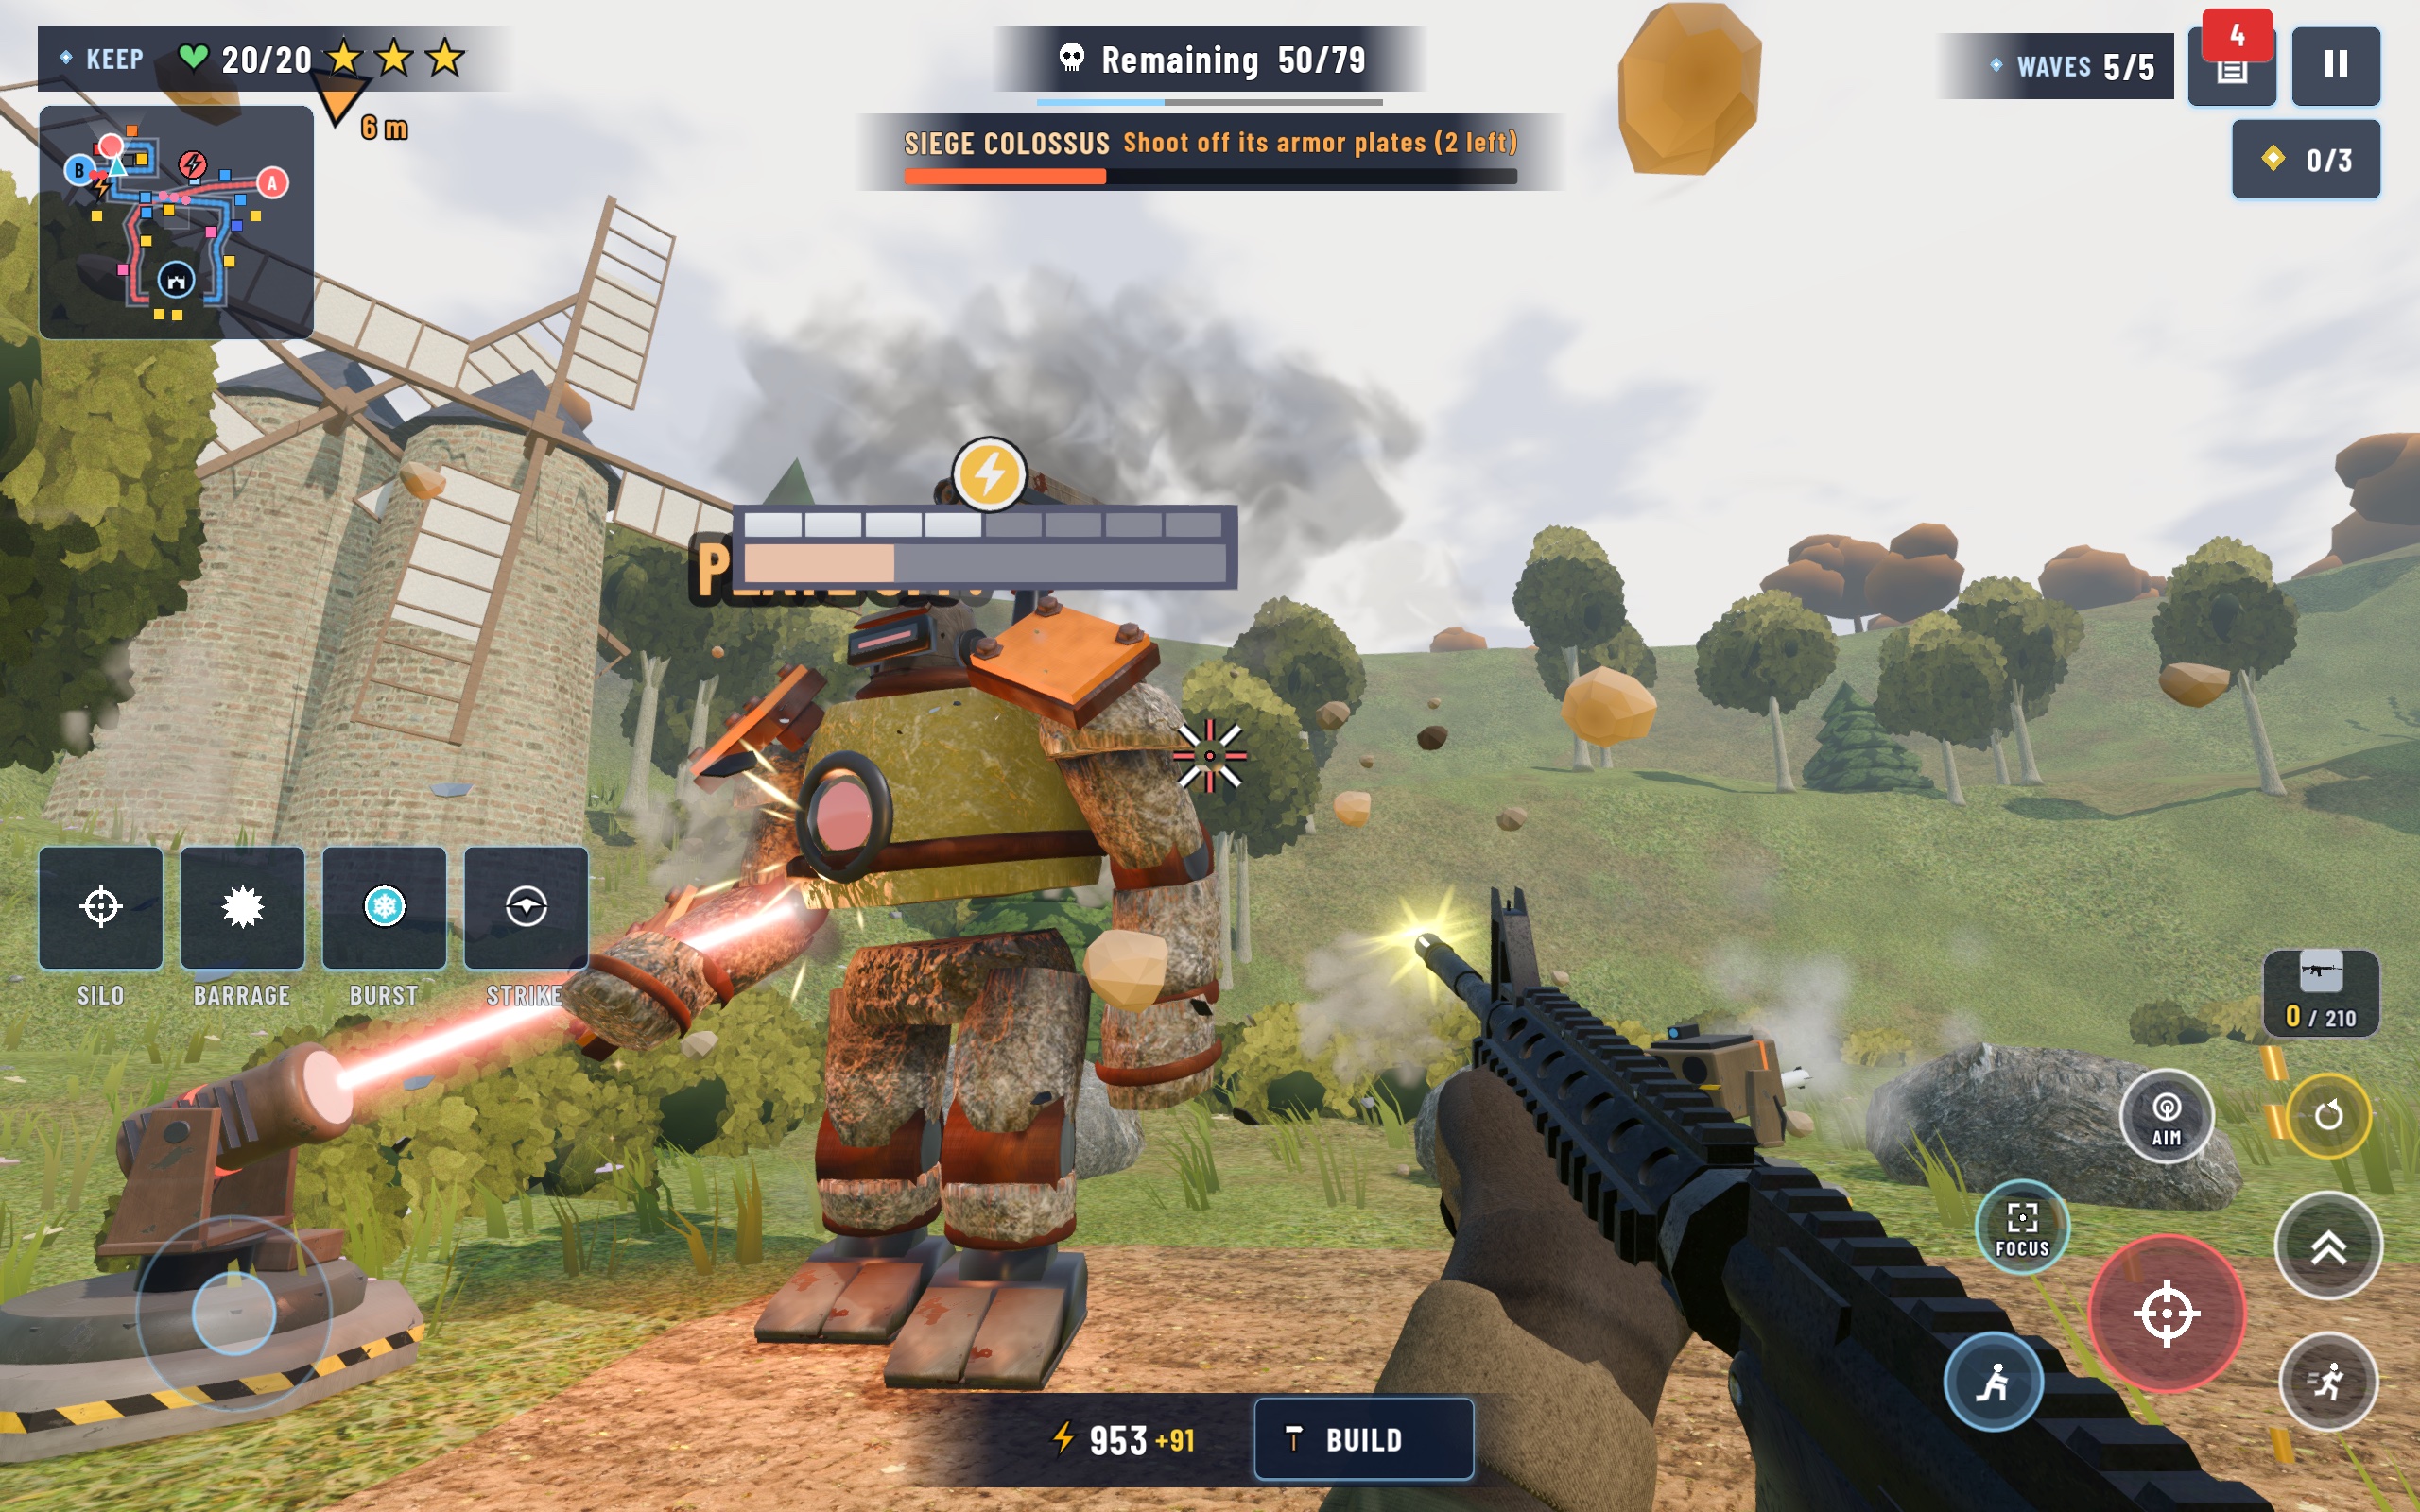 KEEP 20/20
6 m
B
A
Remaining 50/79
SIEGE COLOSSUS Shoot off its armor plates (2 left)
WAVES 5/5
4
0/3
SILO
BARRAGE
BURST
STRIKE
0 / 210
AIM
FOCUS
953 +91
BUILD